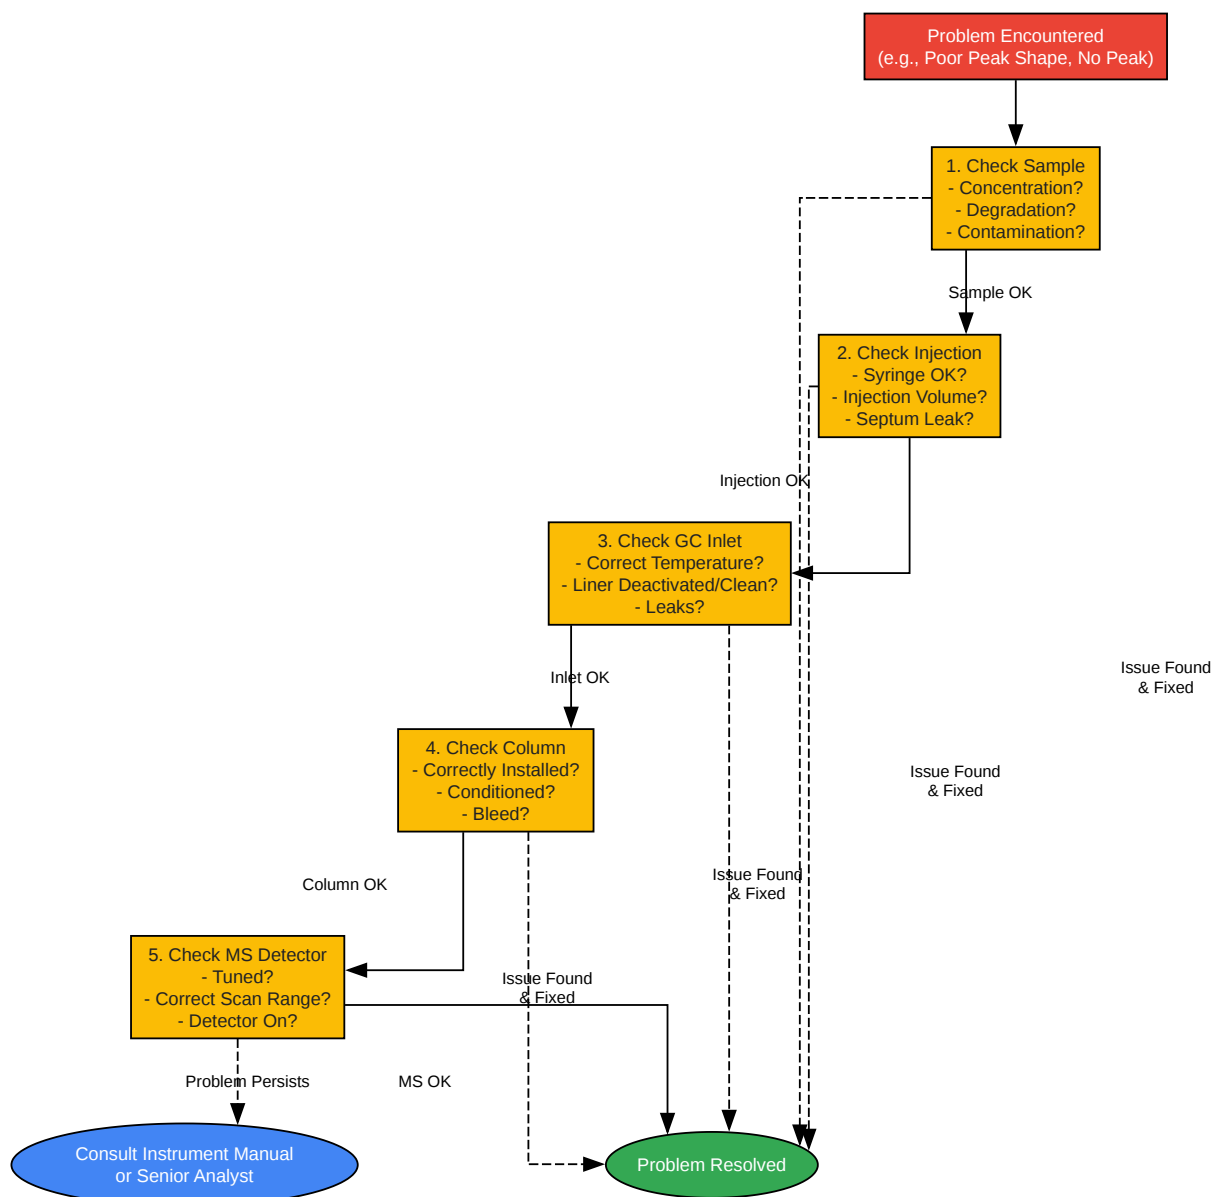 Problem Encountered
(e.g., Poor Peak Shape, No Peak)
1. Check Sample
- Concentration?
- Degradation?
- Contamination?
Sample OK
2. Check Injection
- Syringe OK?
- Injection Volume?
- Septum Leak?
Injection OK
3. Check GC Inlet
- Correct Temperature?
- Liner Deactivated/Clean?
- Leaks?
Inlet OK
Issue Found
& Fixed
4. Check Column
- Correctly Installed?
- Conditioned?
- Bleed?
Issue Found
& Fixed
Column OK
Issue Found
& Fixed
5. Check MS Detector
- Tuned?
- Correct Scan Range?
- Detector On?
Issue Found
& Fixed
Problem Persists
MS OK
Consult Instrument Manual
or Senior Analyst
Problem Resolved